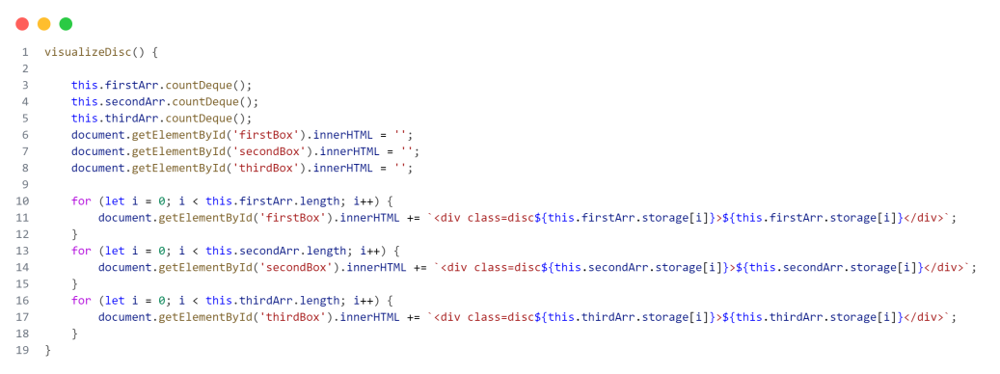 1 visualizeDisc() {
2
3 this.firstArr.countDeque();
4 this.secondArr.countDeque();
5 this.thirdArr.countDeque();
6 document.getElementById('firstBox').innerHTML = '';
7 document.getElementById('secondBox').innerHTML = '';
8 document.getElementById('thirdBox').innerHTML = '';
9
10 for (let i = 0; i < this.firstArr.length; i++) {
11 document.getElementById('firstBox').innerHTML += `<div class=disc${this.firstArr.storage[i]}>${this.firstArr.storage[i]}</div>`;
12 }
13 for (let i = 0; i < this.secondArr.length; i++) {
14 document.getElementById('secondBox').innerHTML += `<div class=disc${this.secondArr.storage[i]}>${this.secondArr.storage[i]}</div>`;
15 }
16 for (let i = 0; i < this.thirdArr.length; i++) {
17 document.getElementById('thirdBox').innerHTML += `<div class=disc${this.thirdArr.storage[i]}>${this.thirdArr.storage[i]}</div>`;
18 }
19 }